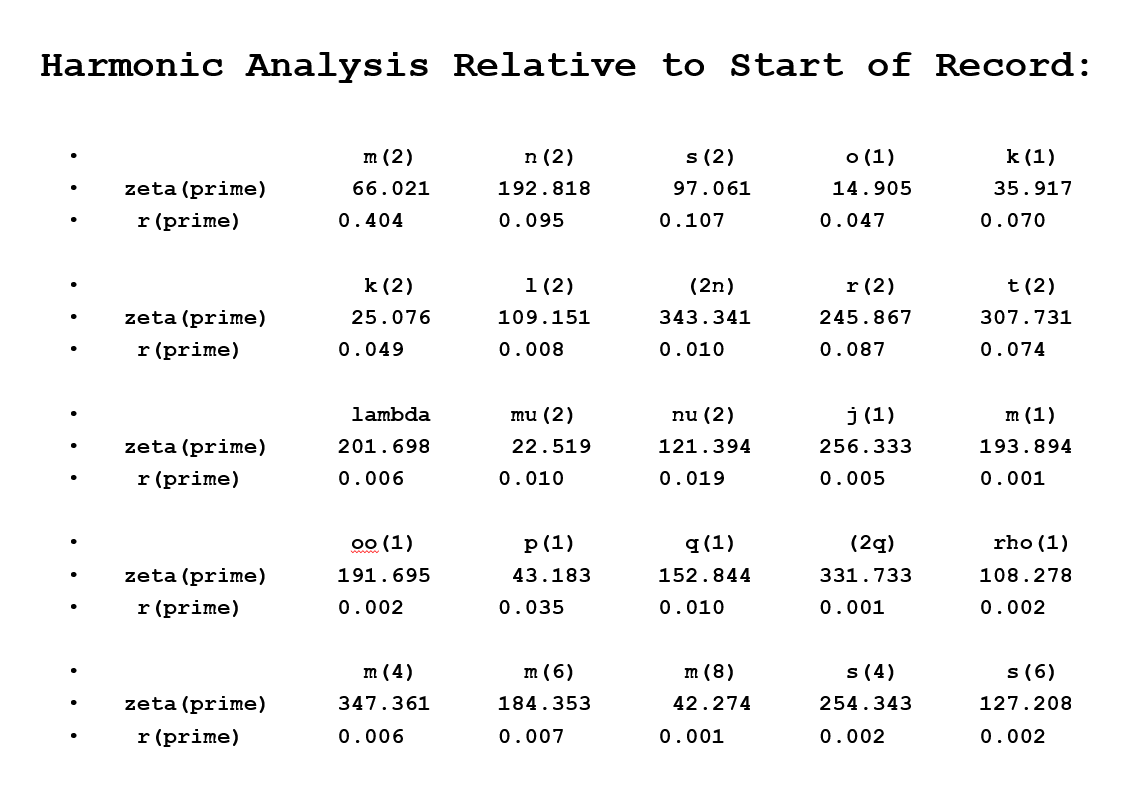 Harmonic Analysis Relative to Start of Record:
• m(2) n(2) s(2) o(1) k(1)
• zeta(prime) 66.021 192.818 97.061 14.905 35.917
• r(prime) 0.404 0.095 0.107 0.047 0.070
• k(2) l(2) (2n) r(2) t(2)
• zeta(prime) 25.076 109.151 343.341 245.867 307.731
• r(prime) 0.049 0.008 0.010 0.087 0.074
• lambda mu(2) nu(2) j(1) m(1)
• zeta(prime) 201.698 22.519 121.394 256.333 193.894
• r(prime) 0.006 0.010 0.019 0.005 0.001
• oo(1) p(1) q(1) (2q) rho(1)
• zeta(prime) 191.695 43.183 152.844 331.733 108.278
• r(prime) 0.002 0.035 0.010 0.001 0.002
• m(4) m(6) m(8) s(4) s(6)
• zeta(prime) 347.361 184.353 42.274 254.343 127.208
• r(prime) 0.006 0.007 0.001 0.002 0.002